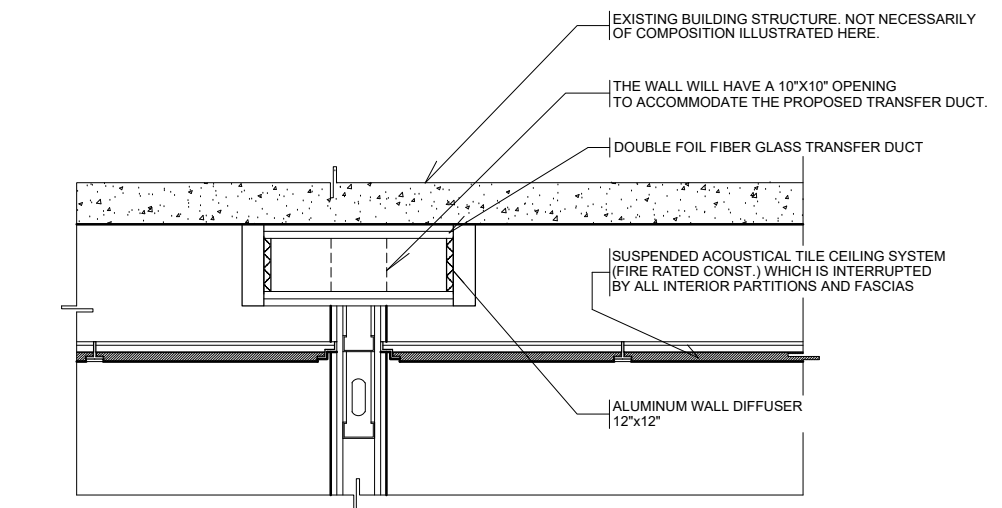 EXISTING BUILDING STRUCTURE. NOT NECESSARILY
OF COMPOSITION ILLUSTRATED HERE.
THE WALL WILL HAVE A 10"X10" OPENING
TO ACCOMMODATE THE PROPOSED TRANSFER DUCT.
DOUBLE FOIL FIBER GLASS TRANSFER DUCT
SUSPENDED ACOUSTICAL TILE CEILING SYSTEM
(FIRE RATED CONST.) WHICH IS INTERRUPTED
BY ALL INTERIOR PARTITIONS AND FASCIAS
ALUMINUM WALL DIFFUSER
12"x12"